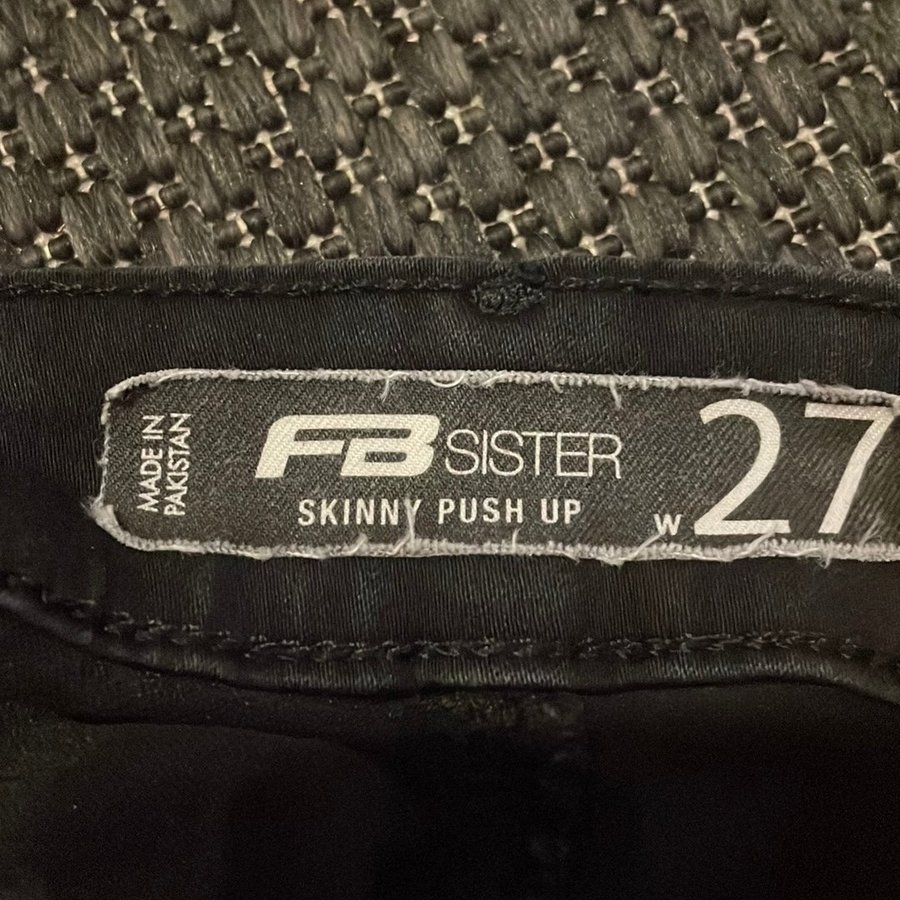 MADE IN
PAKISTAN
FB SISTER
SKINNY PUSH UP
W 27